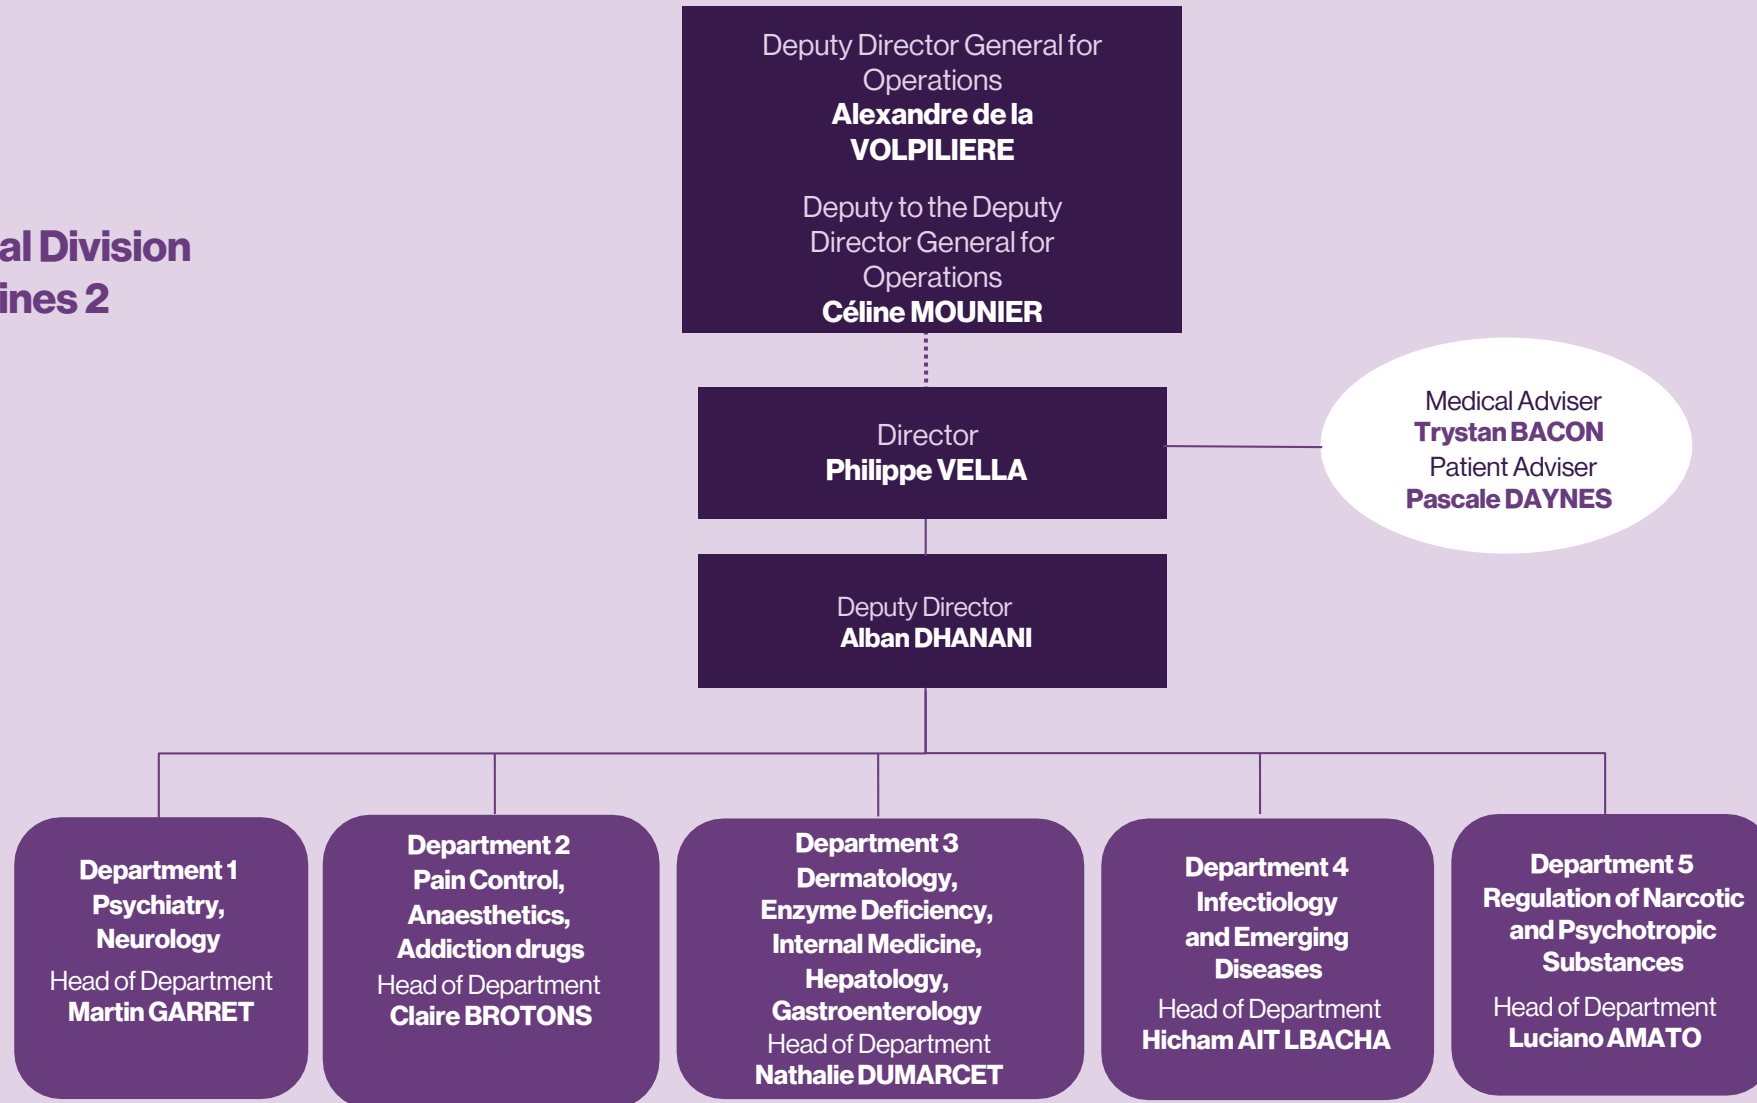 Deputy Director General for
Operations
Alexandre de la
VOLPILIERE
Deputy to the Deputy
Director General for
Operations
Céline MOUNIER
al Division
ines 2
Director
Philippe VELLA
Medical Adviser
Trystan BACON
Patient Adviser
Pascale DAYNES
Deputy Director
Alban DHANANI
Department 1
Psychiatry,
Neurology
Head of Department
Martin GARRET
Department 2
Pain Control,
Anaesthetics,
Addiction drugs
Head of Department
Claire BROTONS
Department 3
Dermatology,
Enzyme Deficiency,
Internal Medicine,
Hepatology,
Gastroenterology
Head of Department
Nathalie DUMARCET
Department 4
Infectiology
and Emerging
Diseases
Head of Department
Hicham AIT LBACHA
Department 5
Regulation of Narcotic
and Psychotropic
Substances
Head of Department
Luciano AMATO